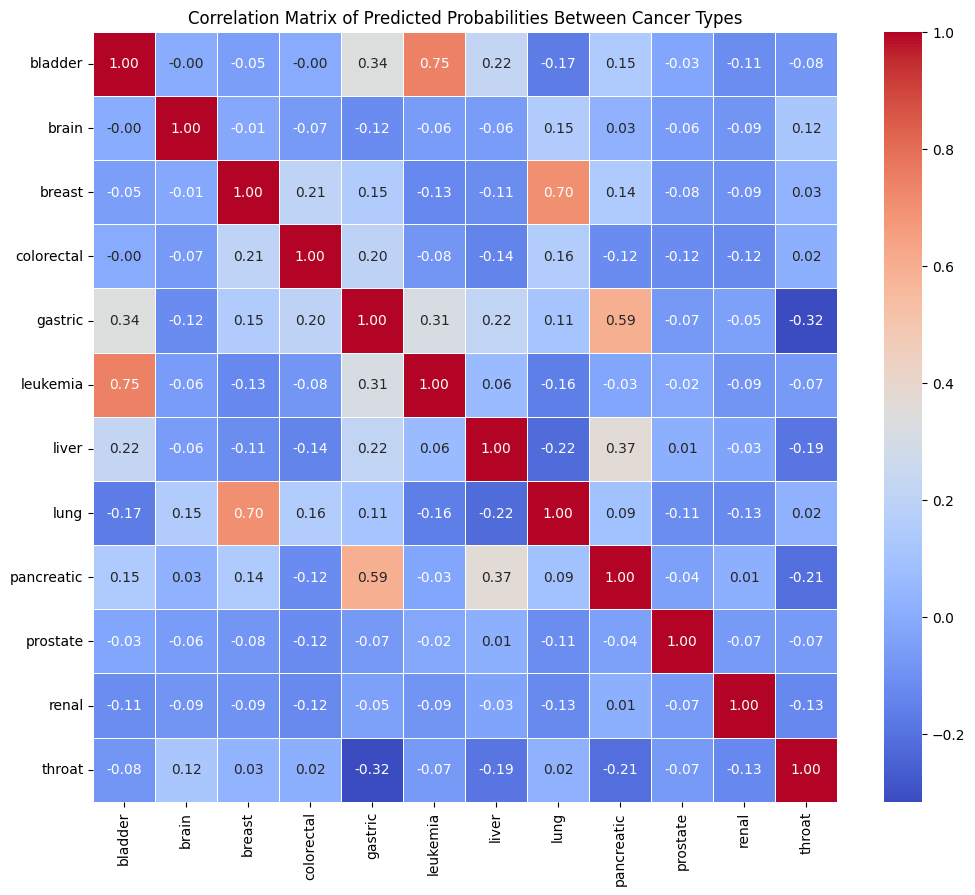 Correlation Matrix of Predicted Probabilities Between Cancer Types
bladder 1.00 -0.00 -0.05 -0.00 0.34 0.75 0.22 -0.17 0.15 -0.03 -0.11 -0.08
brain -0.00 1.00 -0.01 -0.07 -0.12 -0.06 -0.06 0.15 0.03 -0.06 -0.09 0.12
breast -0.05 -0.01 1.00 0.21 0.15 -0.13 -0.11 0.70 0.14 -0.08 -0.09 0.03
colorectal -0.00 -0.07 0.21 1.00 0.20 -0.08 -0.14 0.16 -0.12 -0.12 -0.12 0.02
gastric 0.34 -0.12 0.15 0.20 1.00 0.31 0.22 0.11 0.59 -0.07 -0.05 -0.32
leukemia 0.75 -0.06 -0.13 -0.08 0.31 1.00 0.06 -0.16 -0.03 -0.02 -0.09 -0.07
liver 0.22 -0.06 -0.11 -0.14 0.22 0.06 1.00 -0.22 0.37 0.01 -0.03 -0.19
lung -0.17 0.15 0.70 0.16 0.11 -0.16 -0.22 1.00 0.09 -0.11 -0.13 0.02
pancreatic 0.15 0.03 0.14 -0.12 0.59 -0.03 0.37 0.09 1.00 -0.04 0.01 -0.21
prostate -0.03 -0.06 -0.08 -0.12 -0.07 -0.02 0.01 -0.11 -0.04 1.00 -0.07 -0.07
renal -0.11 -0.09 -0.09 -0.12 -0.05 -0.09 -0.03 -0.13 0.01 -0.07 1.00 -0.13
throat -0.08 0.12 0.03 0.02 -0.32 -0.07 -0.19 0.02 -0.21 -0.07 -0.13 1.00
bladder brain breast colorectal gastric leukemia liver lung pancreatic prostate renal throat
1.0
0.8
0.6
0.4
0.2
0.0
−0.2